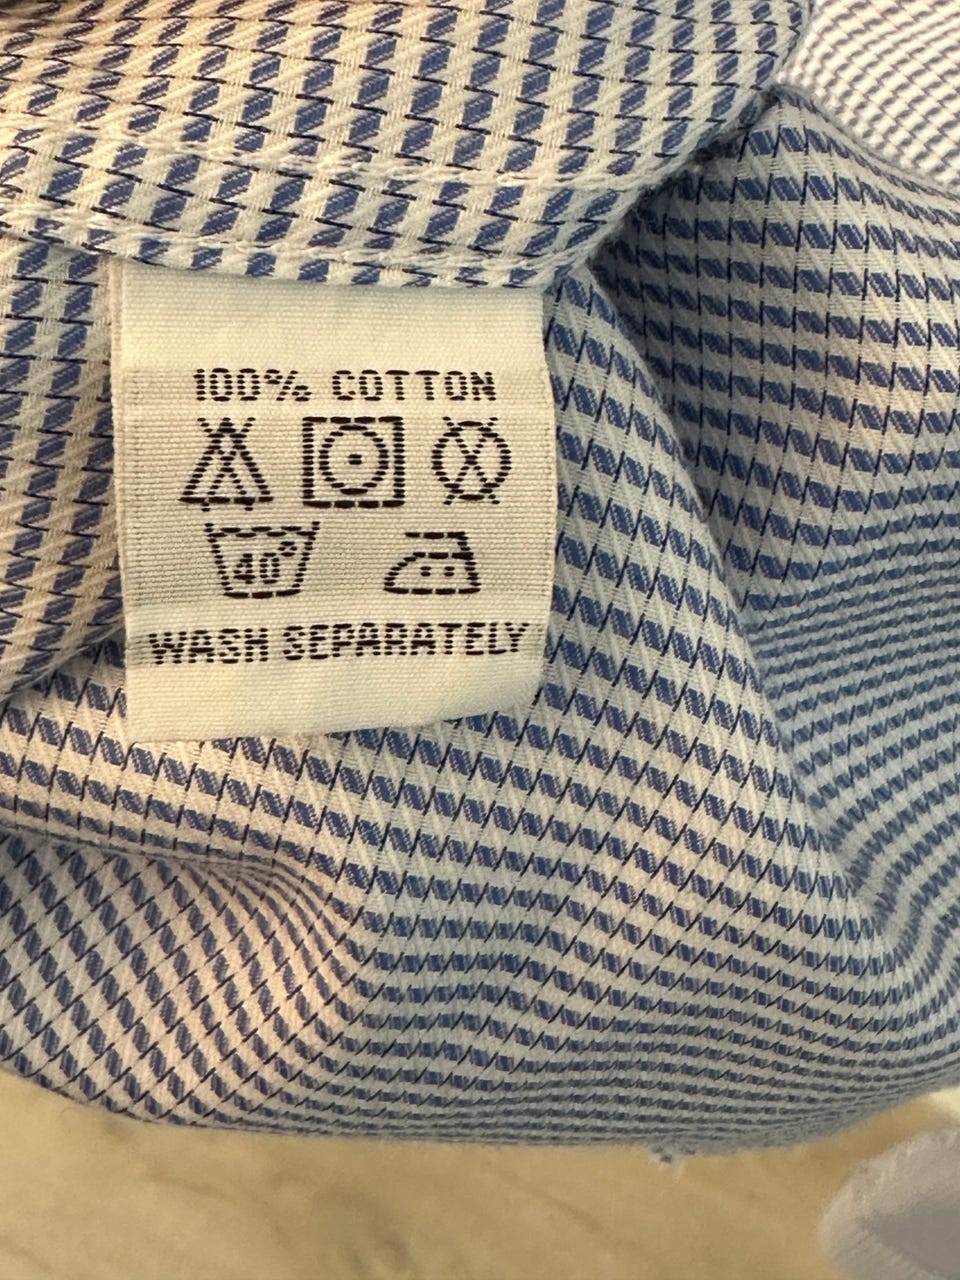 100% COTTON
40°
WASH SEPARATELY